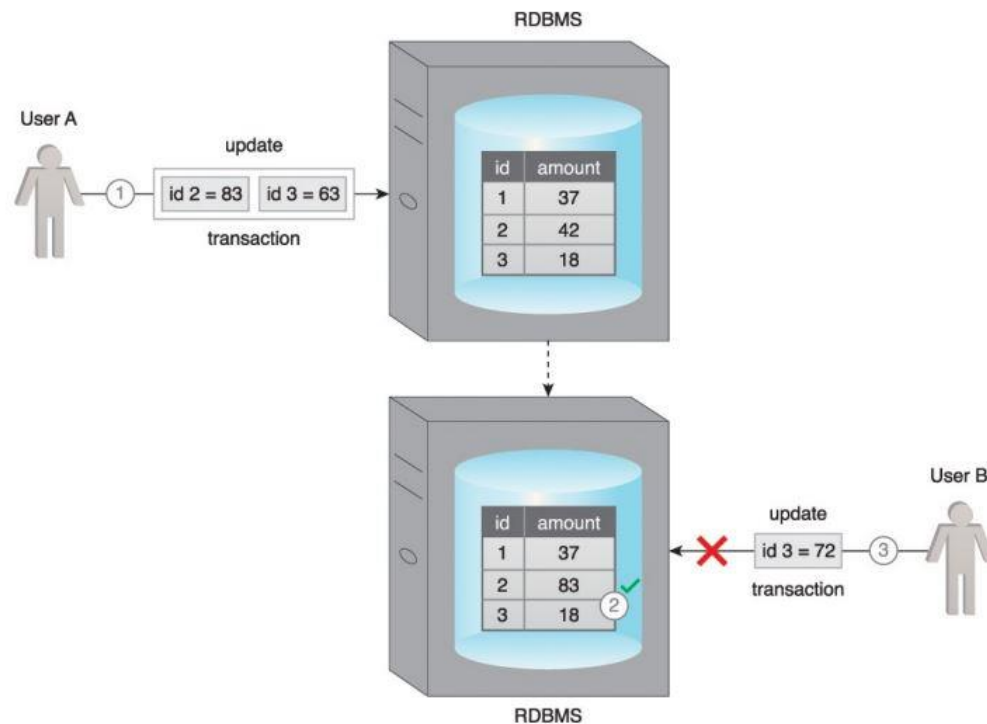 RDBMS
User A
update
1
id 2 = 83 id 3 = 63
transaction
id amount
1 37
2 42
3 18
User B
update
id amount
1 37
2 83
3 18
2
id 3 = 72
3
transaction
RDBMS